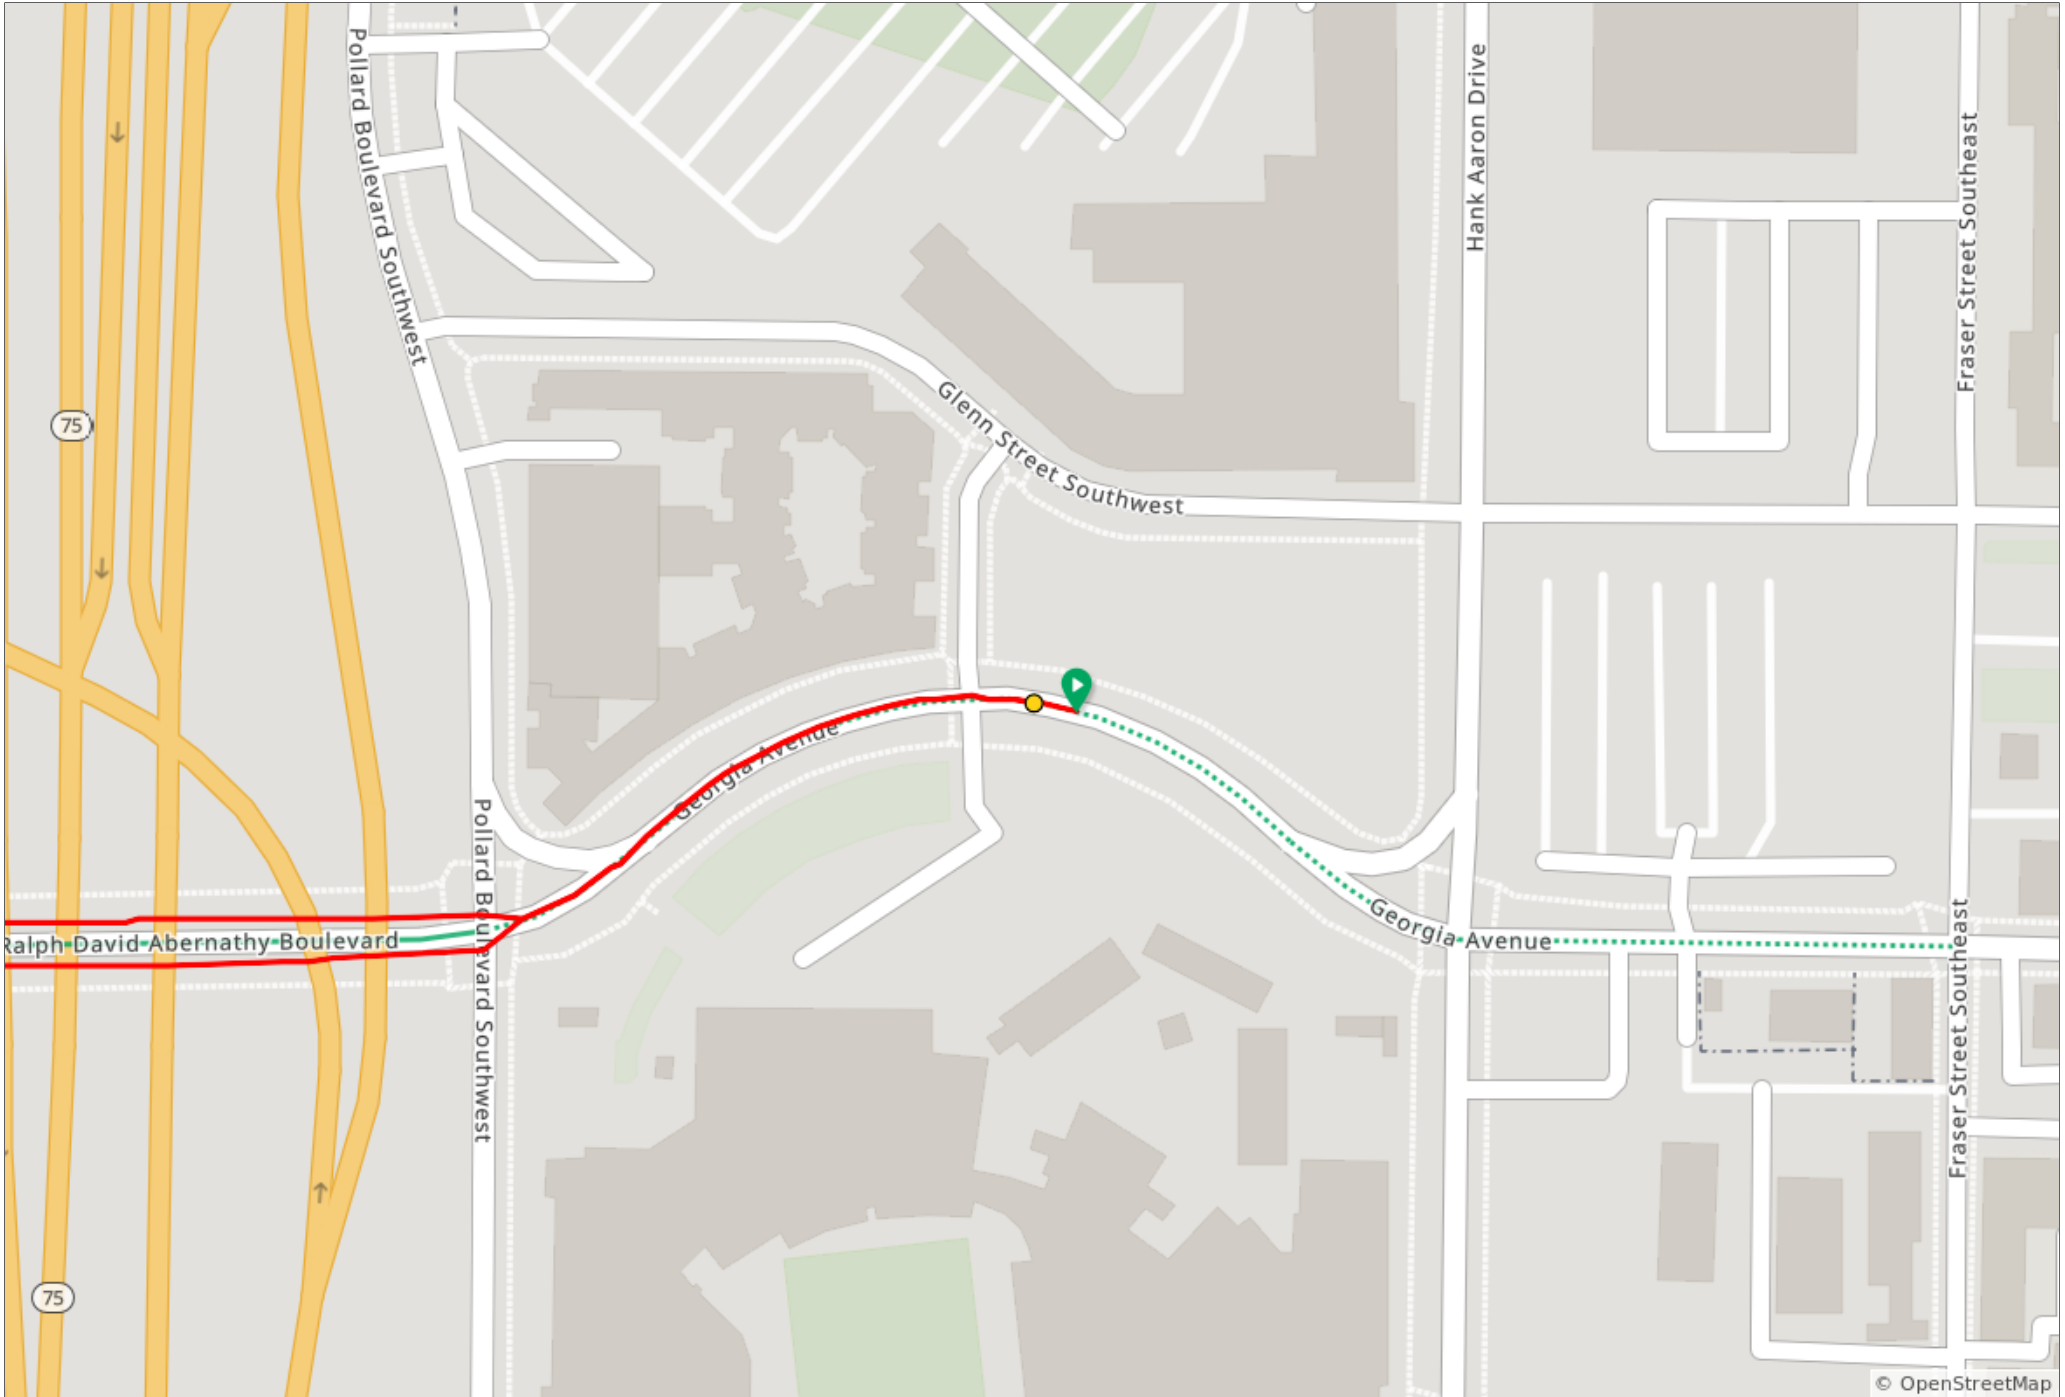 Pollard Boulevard Southwest
Hank Aaron Drive
Fraser Street Southeast
75
Glenn Street Southwest
Georgia Avenue
Pollard Boulevard Southwest
Ralph David Abernathy Boulevard
Georgia Avenue
Fraser Street Southeast
75
© OpenStreetMap